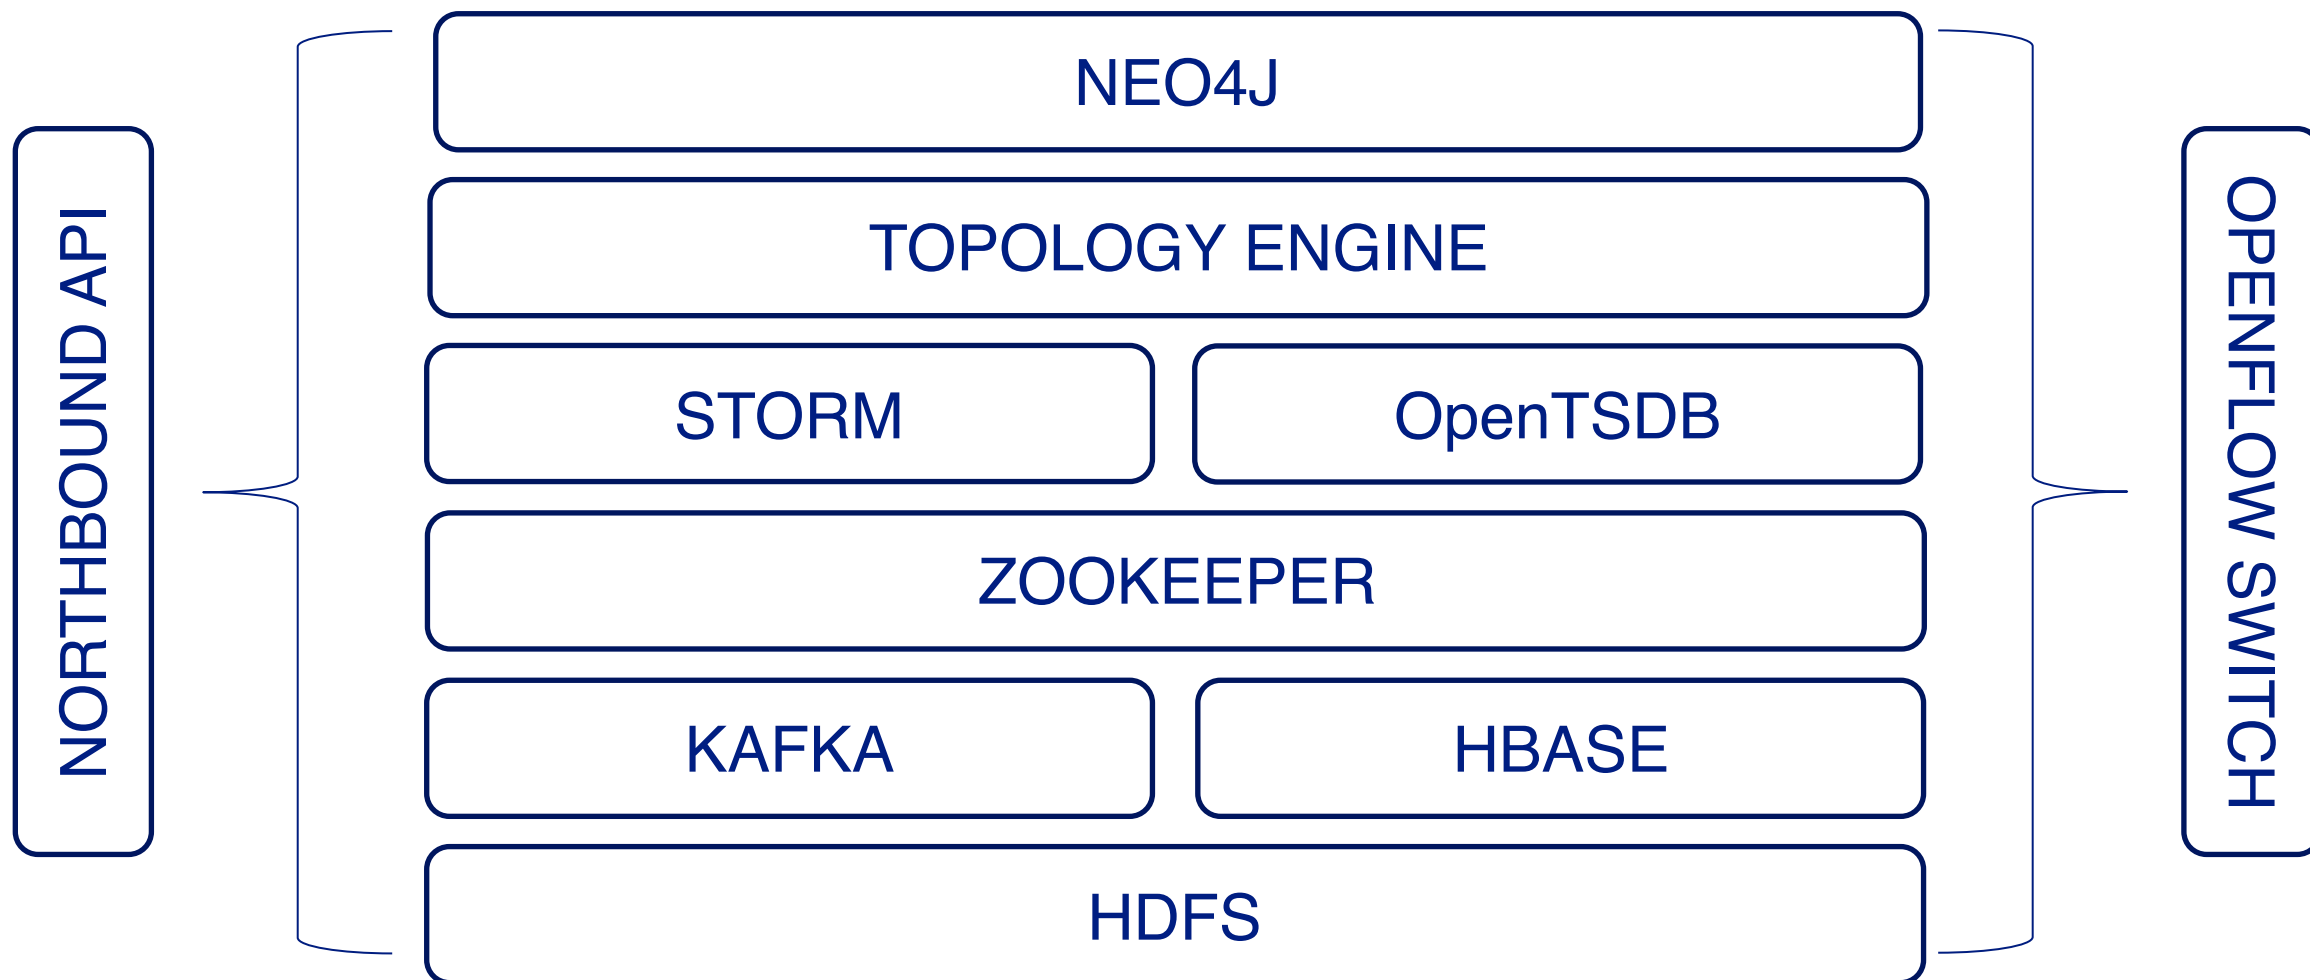 NORTHBOUND API
NEO4J
TOPOLOGY ENGINE
STORM
OpenTSDB
ZOOKEEPER
KAFKA
HBASE
HDFS
OPENFLOW SWITCH